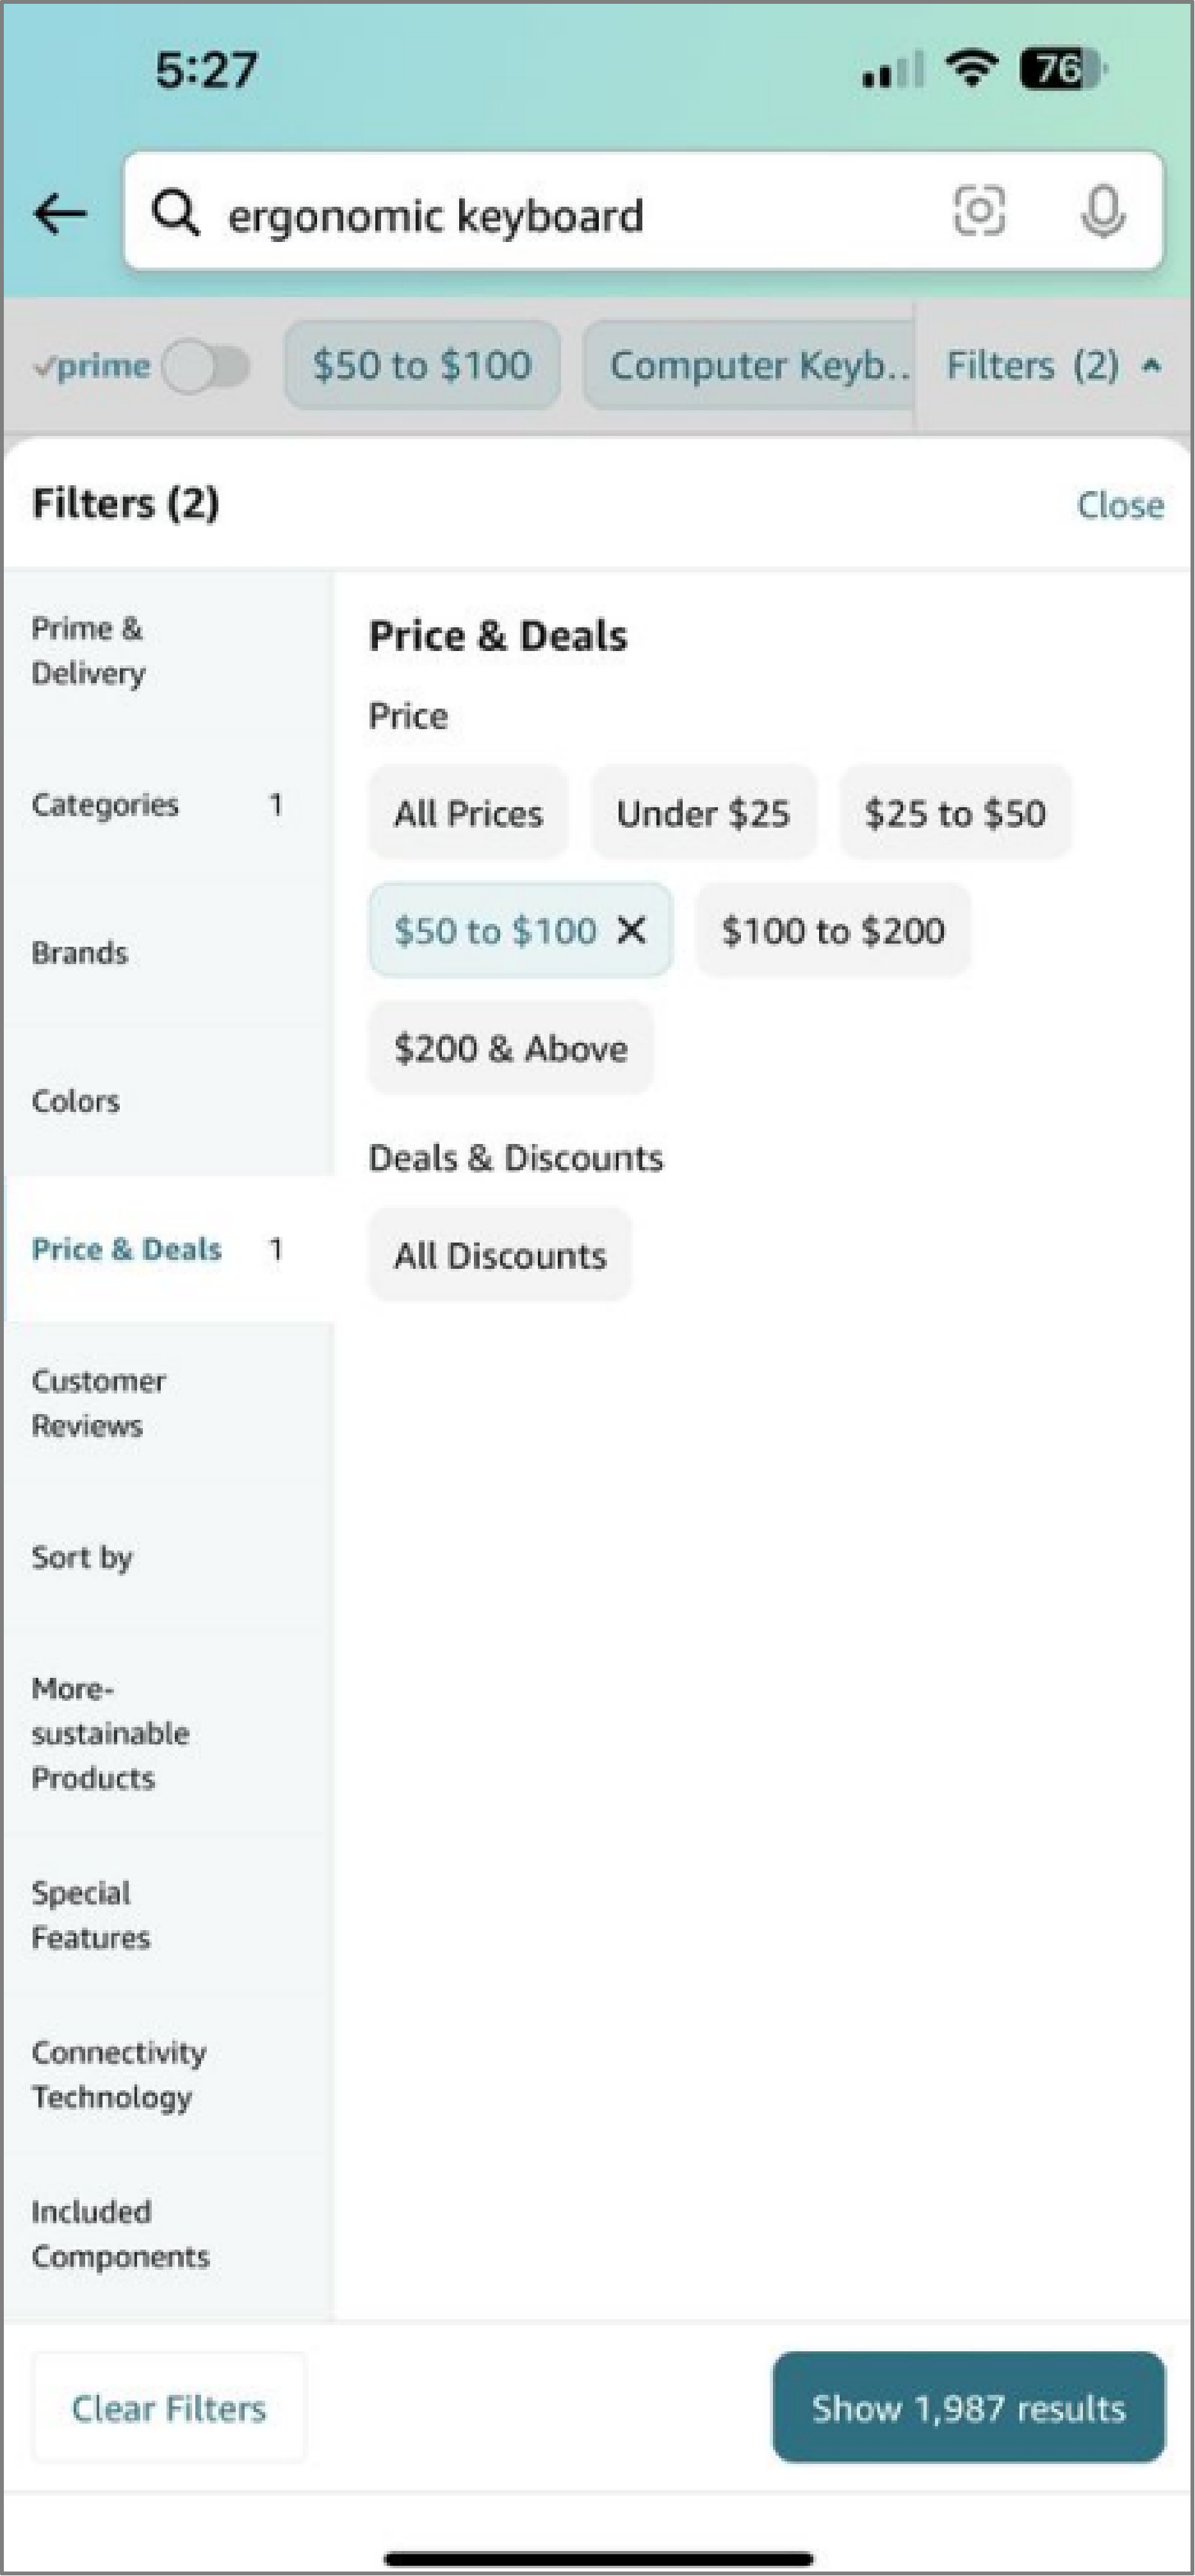 5:27
76
ergonomic keyboard
prime
$50 to $100
Computer Keyb..
Filters (2)
Filters (2)
Close
Prime &
Delivery
Categories 1
Brands
Colors
Price & Deals 1
Customer
Reviews
Sort by
More-
sustainable
Products
Special
Features
Connectivity
Technology
Included
Components
Price & Deals
Price
All Prices
Under $25
$25 to $50
$50 to $100
$100 to $200
$200 & Above
Deals & Discounts
All Discounts
Clear Filters
Show 1,987 results